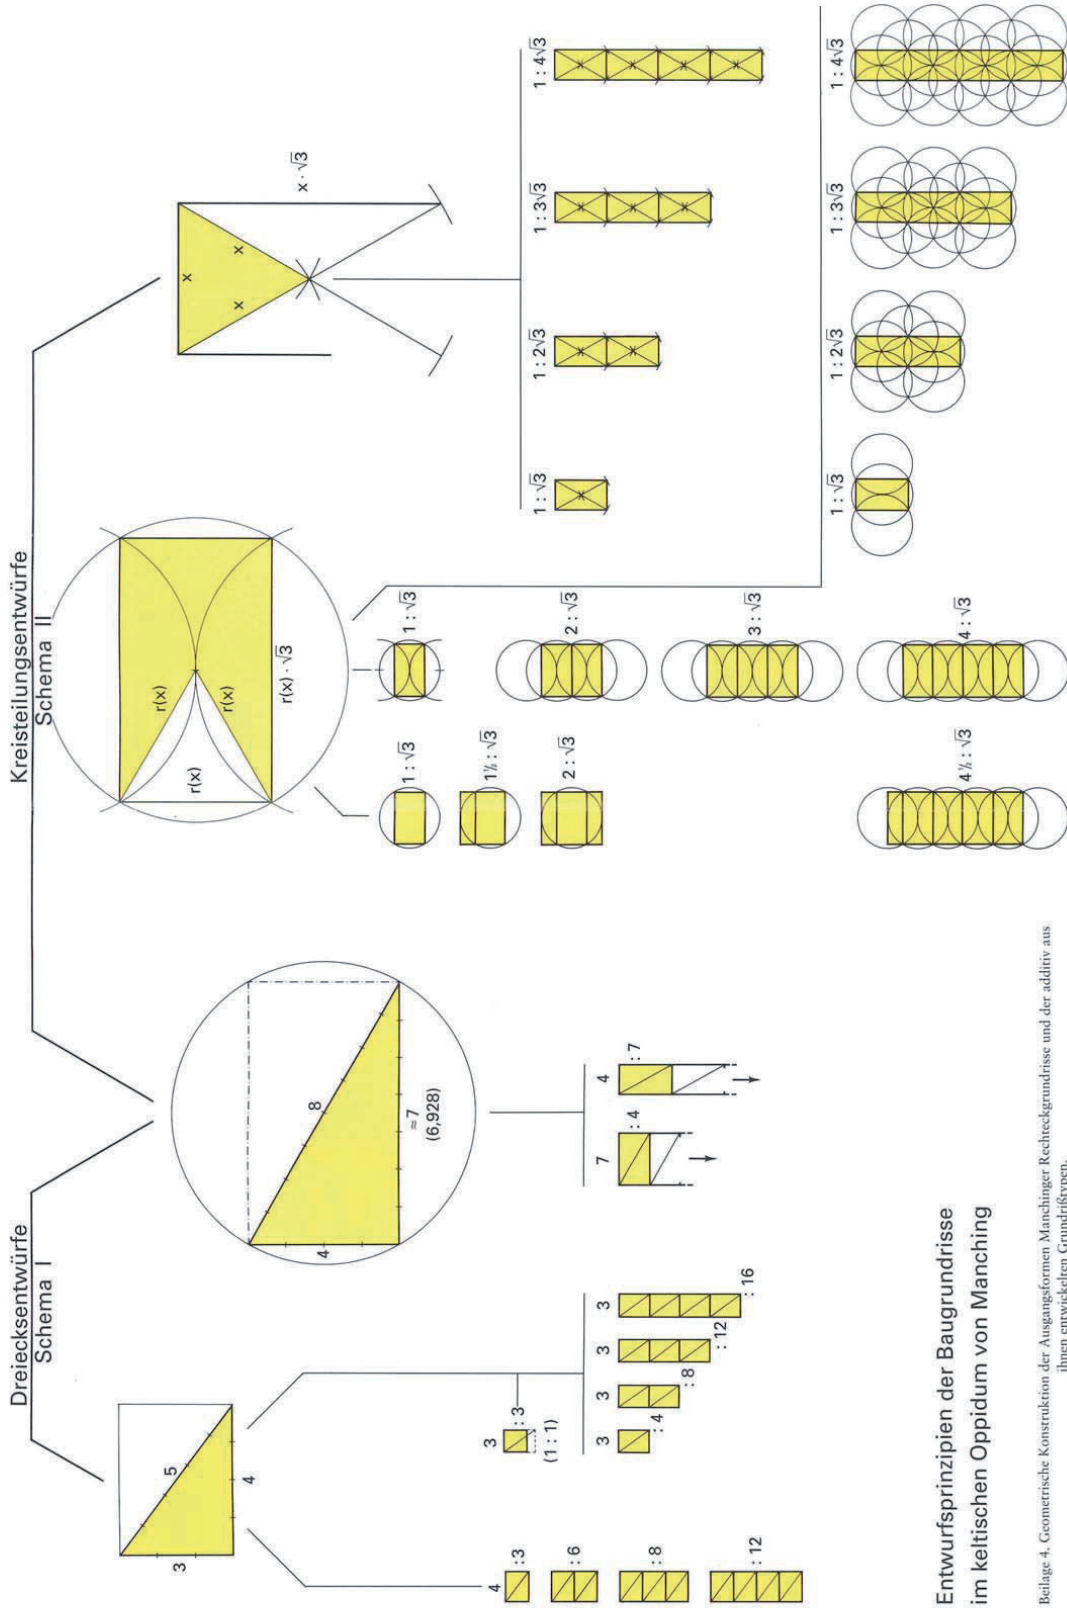 Dreiecksentwürfe
Schema I
Kreisteilungsentwürfe
Schema II
3
5
4
4
8
≈7
(6,928)
r(x)
r(x)
r(x)
r(x) · √3
x
x
x
x · √3
4
:3
:6
:8
:12
3
:3
(1:1)
3
:4
3
:8
3
:12
3
:16
7
:4
4
:7
1:√3
1½:√3
2:√3
4½:√3
1:√3
2:√3
3:√3
4:√3
1:√3
1:2√3
1:3√3
1:4√3
1:√3
1:2√3
1:3√3
1:4√3
Entwurfsprinzipien der Baugrundrisse
im keltischen Oppidum von Manching
Beilage 4. Geometrische Konstruktion der Ausgangsformen Manchinger Rechteckgrundrisse und der additiv aus
ihnen entwickelten Grundrißtypen.